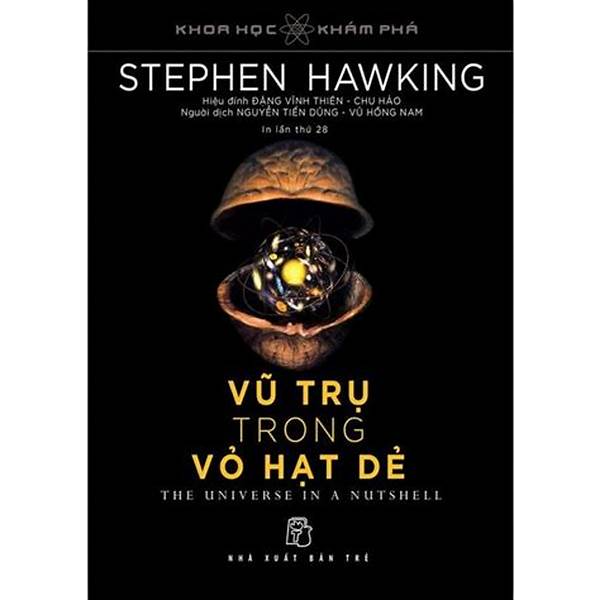 KHOA HỌC KHÁM PHÁ
STEPHEN HAWKING
Hiệu đính ĐẶNG VĨNH THIÊN - CHU HẢO
Người dịch NGUYỄN TIẾN DŨNG - VŨ HỒNG NAM
In lần thứ 28
VŨ TRỤ
TRONG
VỎ HẠT DẺ
THE UNIVERSE IN A NUTSHELL
NHÀ XUẤT BẢN TRẺ